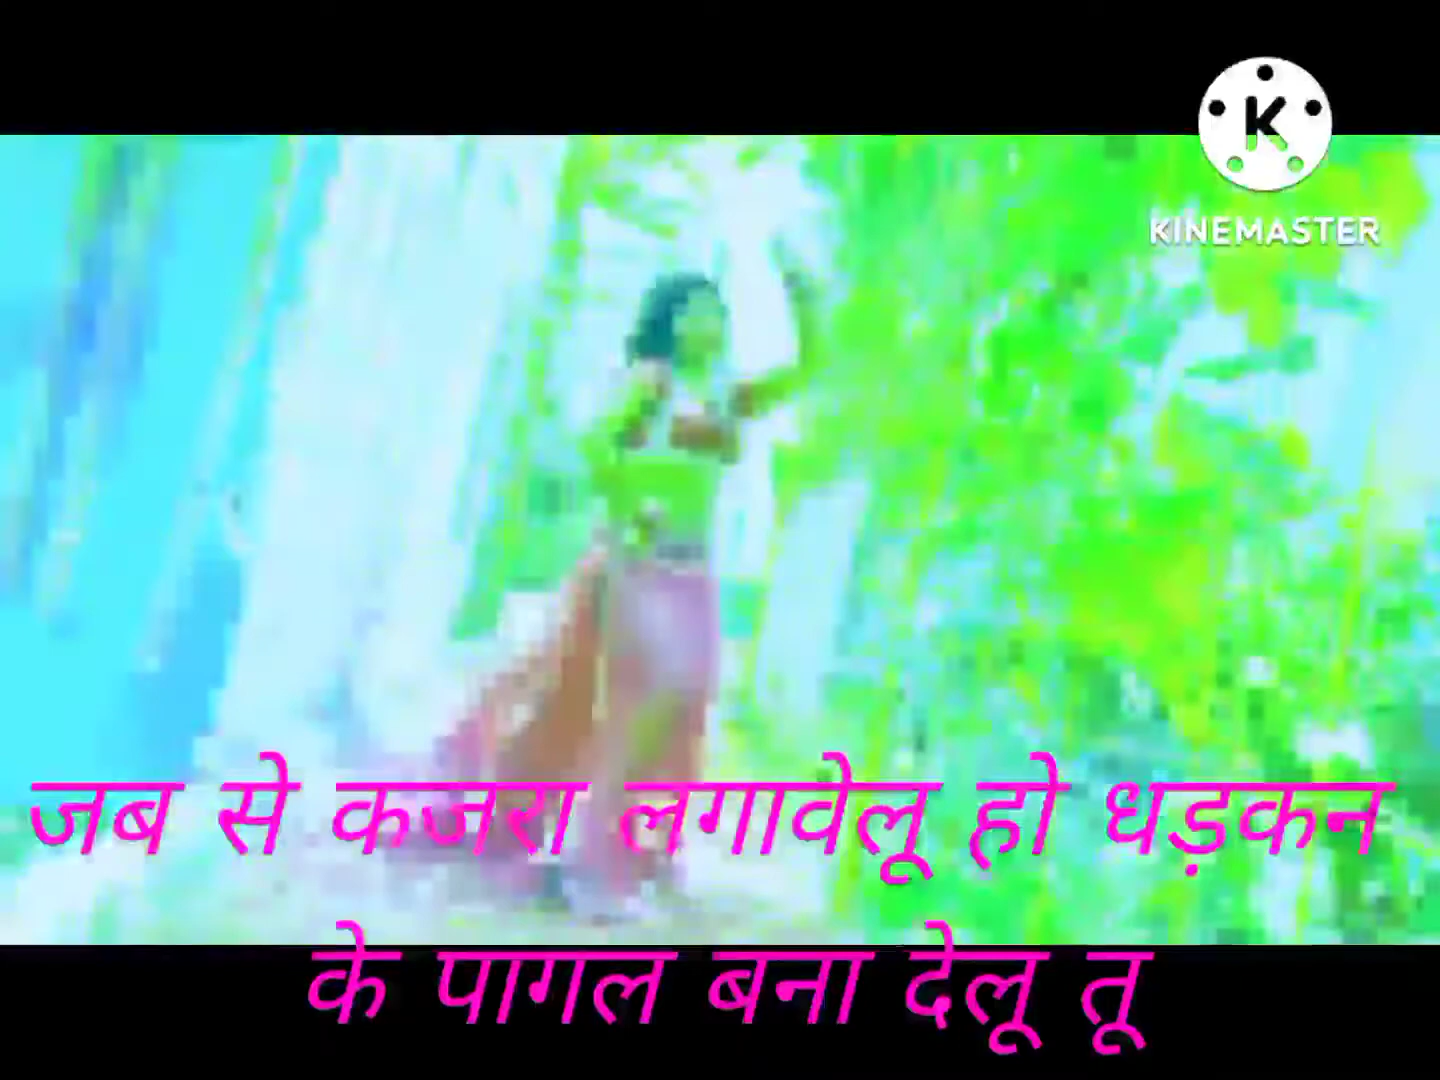 K
KINEMASTER
जब से कजरा लगावेलू हो धड़कन
के पागल बना देलू तू